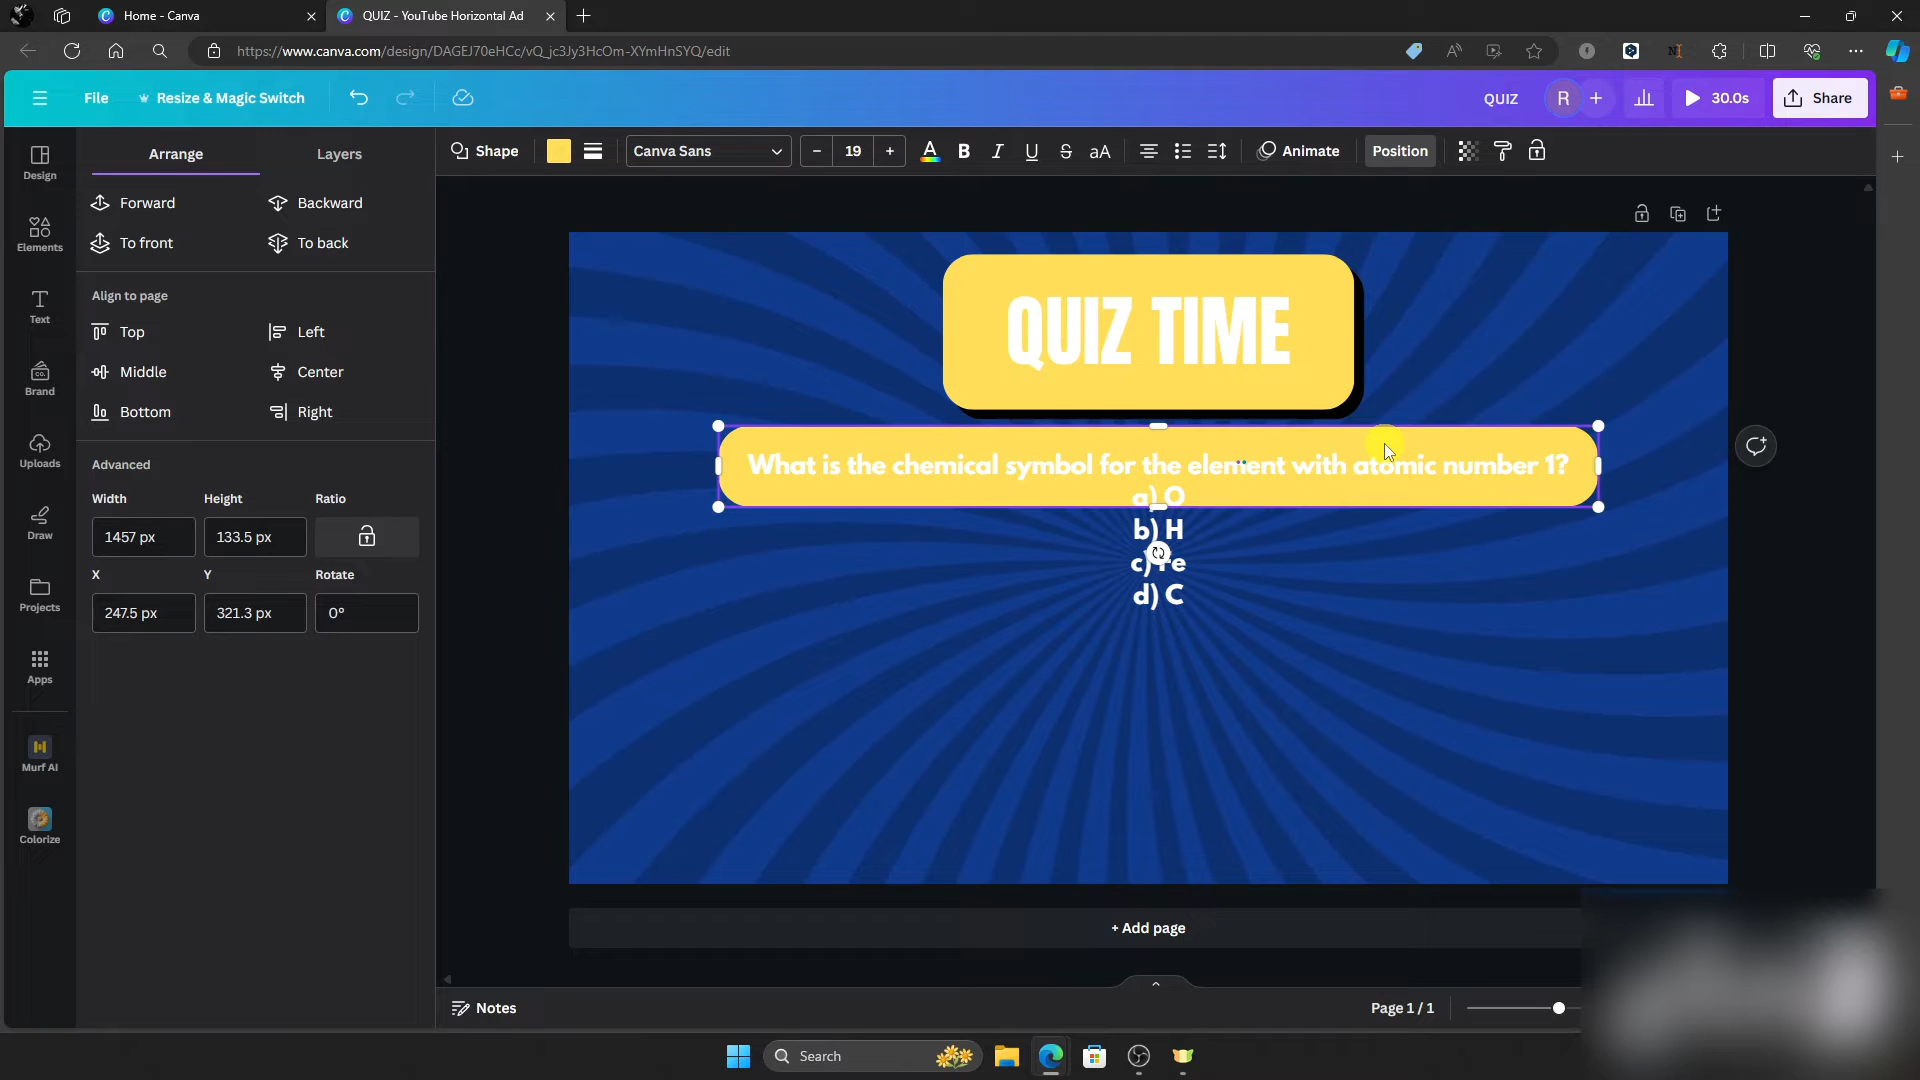 Home - Canva
QUIZ - YouTube Horizontal Ad
https://www.canva.com/design/DAGEJ70eHCc/vQ_jc3Jy3HcOm-XYmHnSYQ/edit
File
Resize & Magic Switch
QUIZ
R
30.0s
Share
Design
Elements
Text
Brand
Uploads
Draw
Projects
Apps
Murf AI
Colorize
Arrange
Layers
Forward
Backward
To front
To back
Align to page
Top
Left
Middle
Center
Bottom
Right
Advanced
Width
Height
Ratio
1457 px
133.5 px
X
Y
Rotate
247.5 px
321.3 px
0°
Shape
Canva Sans
19
A
B
I
U
S
aA
Animate
Position
QUIZ TIME
What is the chemical symbol for the element with atomic number 1?
a) O
b) H
c) Fe
d) C
+ Add page
Notes
Page 1 / 1
Search